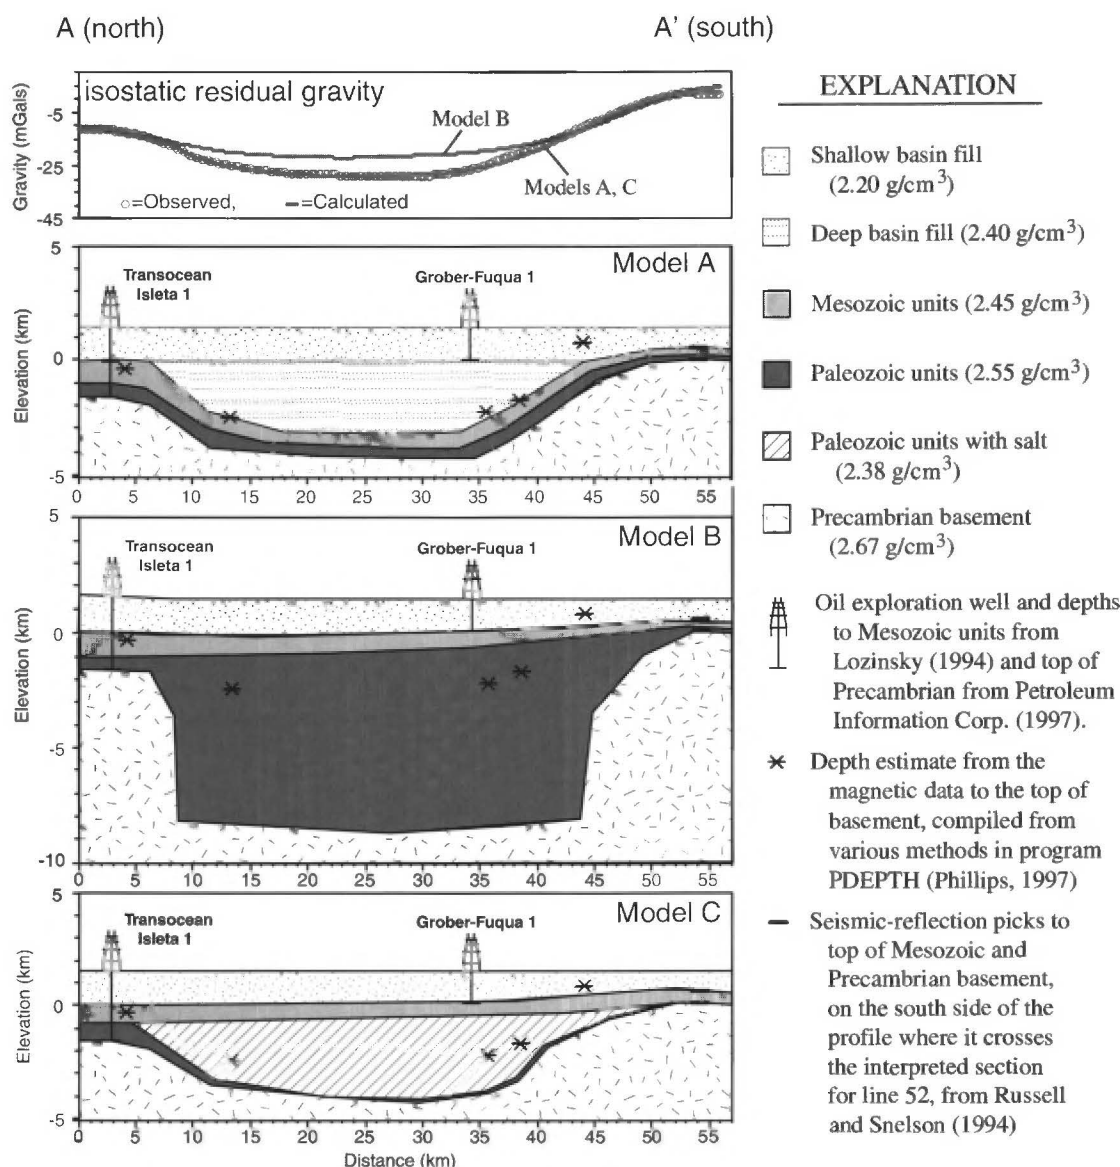 A (north)
A' (south)
isostatic residual gravity
Model B
Models A, C
o=Observed, -=Calculated
Gravity (mGals)
-5
-25
-45
Model A
Transocean
Isleta 1
Grober-Fuqua 1
Elevation (km)
5
0
-5
0 5 10 15 20 25 30 35 40 45 50 55
Model B
Transocean
Isleta 1
Grober-Fuqua 1
Elevation (km)
5
0
-5
-10
0 5 10 15 20 25 30 35 40 45 50 55
Model C
Transocean
Isleta 1
Grober-Fuqua 1
Elevation (km)
5
0
-5
0 5 10 15 20 25 30 35 40 45 50 55
Distance (km)
EXPLANATION
Shallow basin fill
(2.20 g/cm³)
Deep basin fill (2.40 g/cm³)
Mesozoic units (2.45 g/cm³)
Paleozoic units (2.55 g/cm³)
Paleozoic units with salt
(2.38 g/cm³)
Precambrian basement
(2.67 g/cm³)
Oil exploration well and depths
to Mesozoic units from
Lozinsky (1994) and top of
Precambrian from Petroleum
Information Corp. (1997).
Depth estimate from the
magnetic data to the top of
basement, compiled from
various methods in program
PDEPTH (Phillips, 1997)
Seismic-reflection picks to
top of Mesozoic and
Precambrian basement,
on the south side of the
profile where it crosses
the interpreted section
for line 52, from Russell
and Snelson (1994)